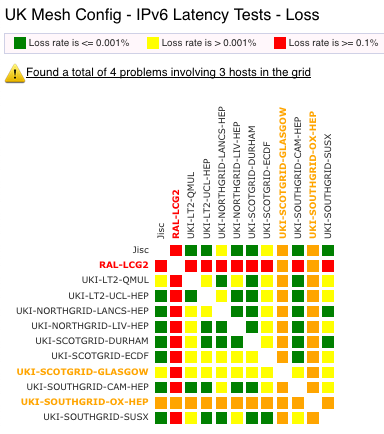 UK Mesh Config - IPv6 Latency Tests - Loss
Loss rate is <= 0.001%
Loss rate is > 0.001%
Loss rate is >= 0.1%
Found a total of 4 problems involving 3 hosts in the grid
Jisc
RAL-LCG2
UKI-LT2-QMUL
UKI-LT2-UCL-HEP
UKI-NORTHGRID-LANCS-HEP
UKI-NORTHGRID-LIV-HEP
UKI-SCOTGRID-DURHAM
UKI-SCOTGRID-ECDF
UKI-SCOTGRID-GLASGOW
UKI-SOUTHGRID-CAM-HEP
UKI-SOUTHGRID-OX-HEP
UKI-SOUTHGRID-SUSX
Jisc
RAL-LCG2
UKI-LT2-QMUL
UKI-LT2-UCL-HEP
UKI-NORTHGRID-LANCS-HEP
UKI-NORTHGRID-LIV-HEP
UKI-SCOTGRID-DURHAM
UKI-SCOTGRID-ECDF
UKI-SCOTGRID-GLASGOW
UKI-SOUTHGRID-CAM-HEP
UKI-SOUTHGRID-OX-HEP
UKI-SOUTHGRID-SUSX